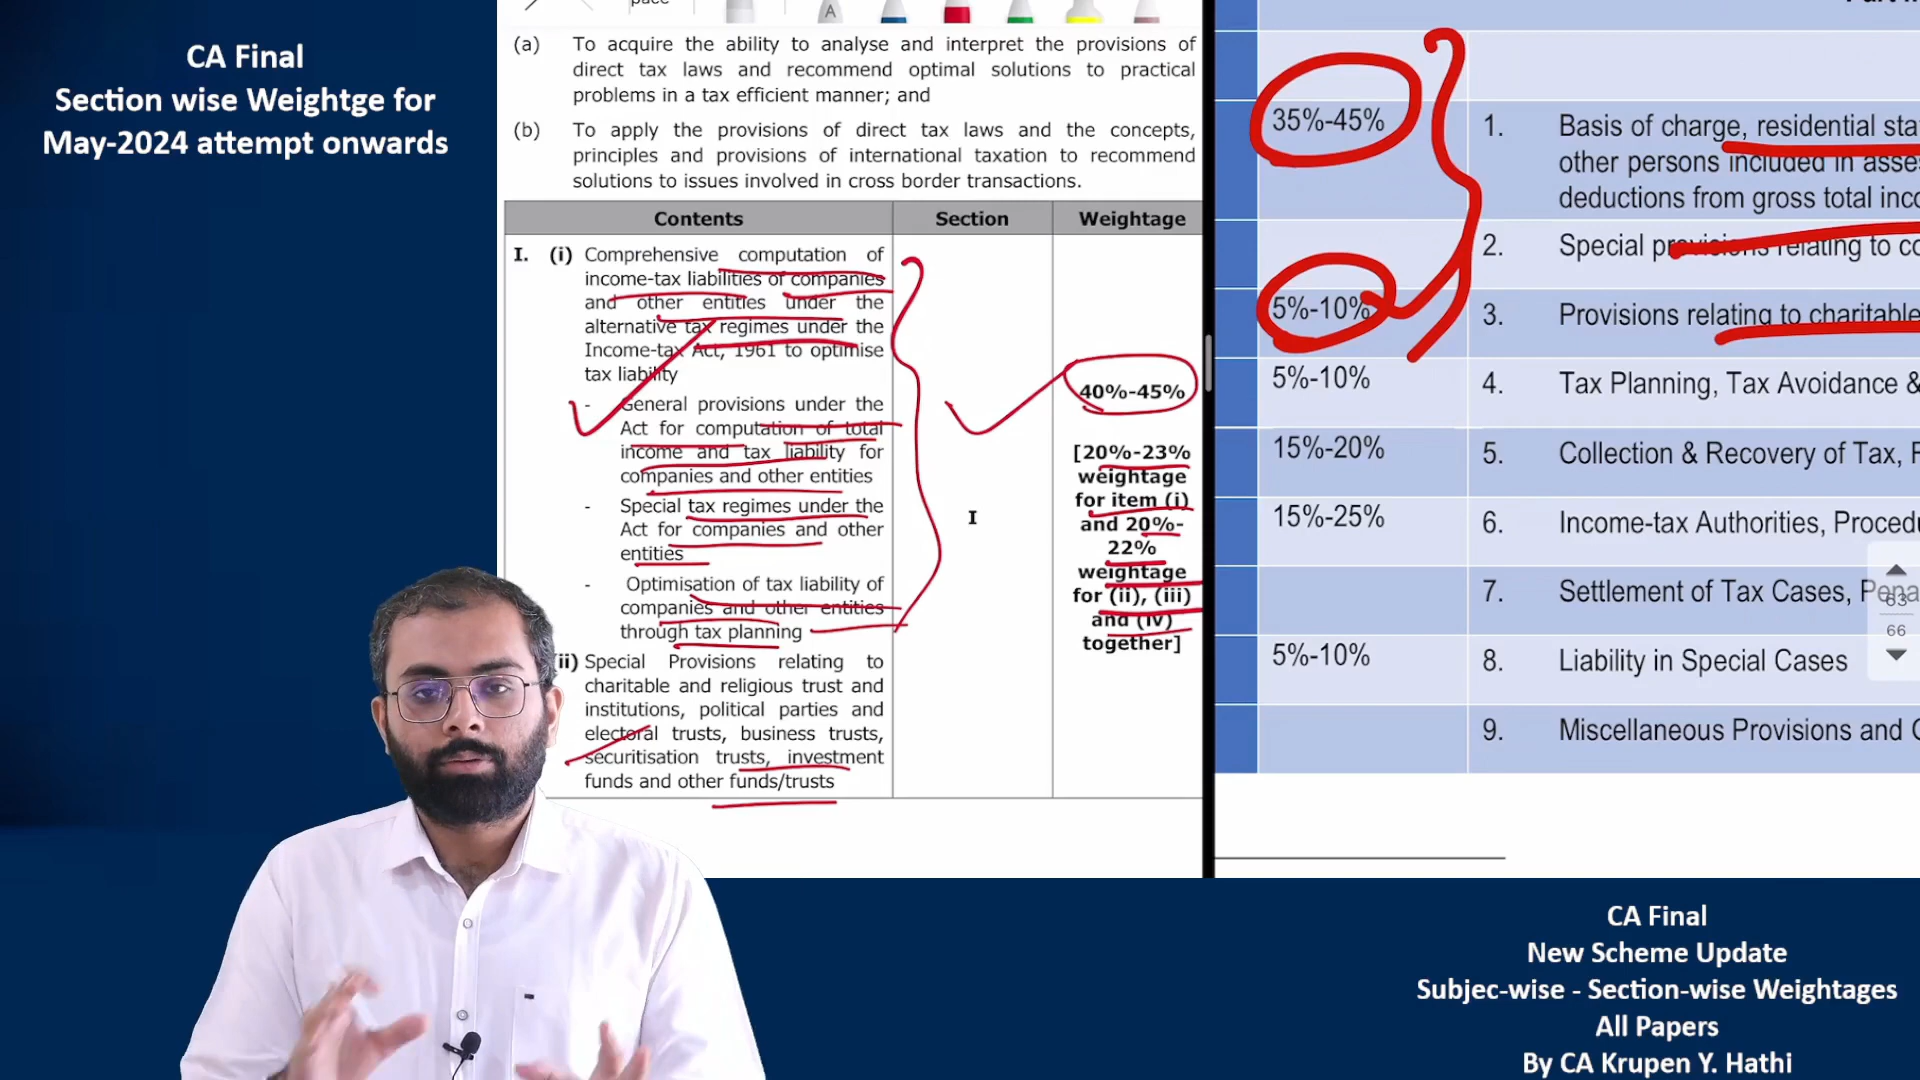 CA Final
Section wise Weightge for
May-2024 attempt onwards
(a) To acquire the ability to analyse and interpret the provisions of
direct tax laws and recommend optimal solutions to practical
problems in a tax efficient manner; and
(b) To apply the provisions of direct tax laws and the concepts,
principles and provisions of international taxation to recommend
solutions to issues involved in cross border transactions.
Contents Section Weightage
I. (i) Comprehensive computation of
income-tax liabilities of companies
and other entities under the
alternative tax regimes under the
Income-tax Act, 1961 to optimise
tax liability
- General provisions under the
Act for computation of total
income and tax liability for
companies and other entities
- Special tax regimes under the
Act for companies and other
entities
- Optimisation of tax liability of
companies and other entities
through tax planning
(ii) Special Provisions relating to
charitable and religious trust and
institutions, political parties and
electoral trusts, business trusts,
securitisation trusts, investment
funds and other funds/trusts
I
40%-45%
[20%-23%
weightage
for item (i)
and 20%-
22%
weightage
for (ii), (iii)
and (iv)
together]
35%-45% 1. Basis of charge, residential
other persons included in
deductions from gross total
2. Special provisions relating to
5%-10% 3. Provisions relating to charitable
5%-10% 4. Tax Planning, Tax Avoidance &
15%-20% 5. Collection & Recovery of Tax,
15%-25% 6. Income-tax Authorities,
7. Settlement of Tax Cases,
5%-10% 8. Liability in Special Cases
9. Miscellaneous Provisions and
63
66
CA Final
New Scheme Update
Subjec-wise - Section-wise Weightages
All Papers
By CA Krupen Y. Hathi